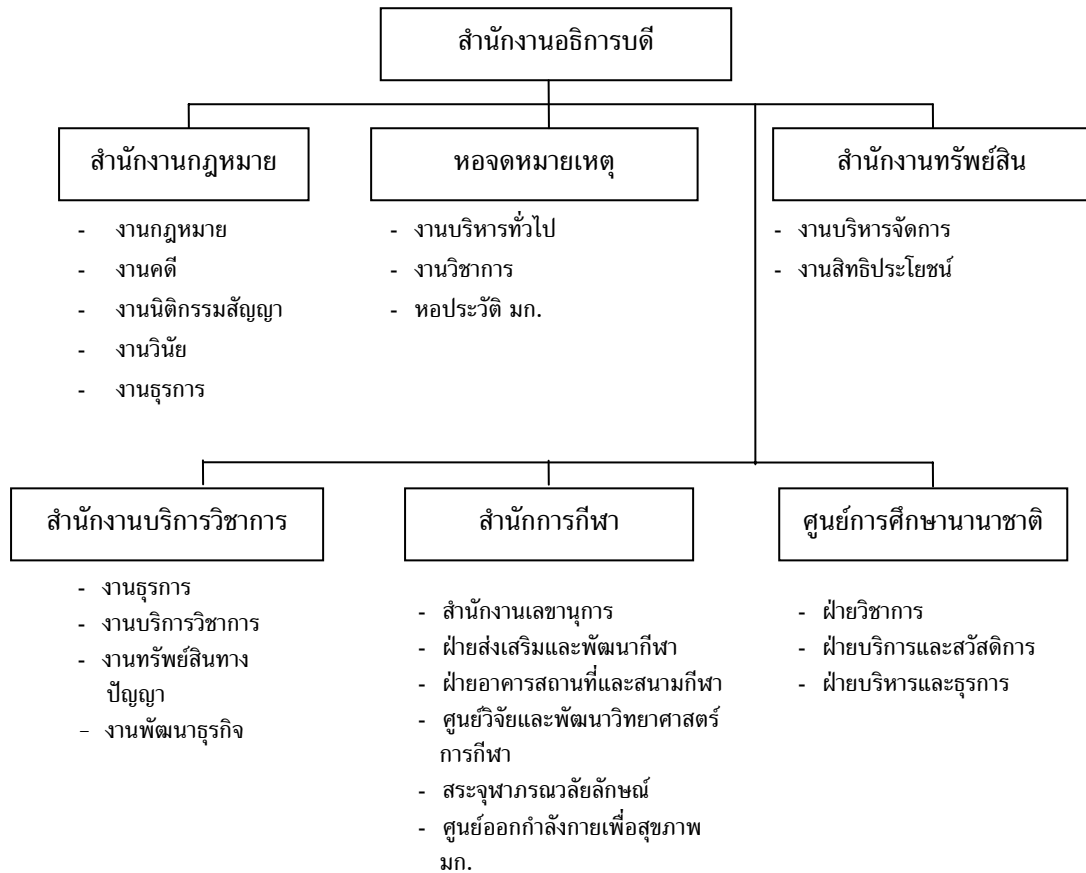 สำนักงานอธิการบดี
สำนักงานกฎหมาย
- งานกฎหมาย
- งานคดี
- งานนิติกรรมสัญญา
- งานวินัย
- งานธุรการ
หอจดหมายเหตุ
- งานบริหารทั่วไป
- งานวิชาการ
- หอประวัติ มก.
สำนักงานทรัพย์สิน
- งานบริหารจัดการ
- งานสิทธิประโยชน์
สำนักงานบริการวิชาการ
- งานธุรการ
- งานบริการวิชาการ
- งานทรัพย์สินทาง
ปัญญา
- งานพัฒนาธุรกิจ
สำนักการกีฬา
- สำนักงานเลขานุการ
- ฝ่ายส่งเสริมและพัฒนากีฬา
- ฝ่ายอาคารสถานที่และสนามกีฬา
- ศูนย์วิจัยและพัฒนาวิทยาศาสตร์
การกีฬา
- สระจุฬาภรณวลัยลักษณ์
- ศูนย์ออกกำลังกายเพื่อสุขภาพ
มก.
ศูนย์การศึกษานานาชาติ
- ฝ่ายวิชาการ
- ฝ่ายบริการและสวัสดิการ
- ฝ่ายบริหารและธุรการ